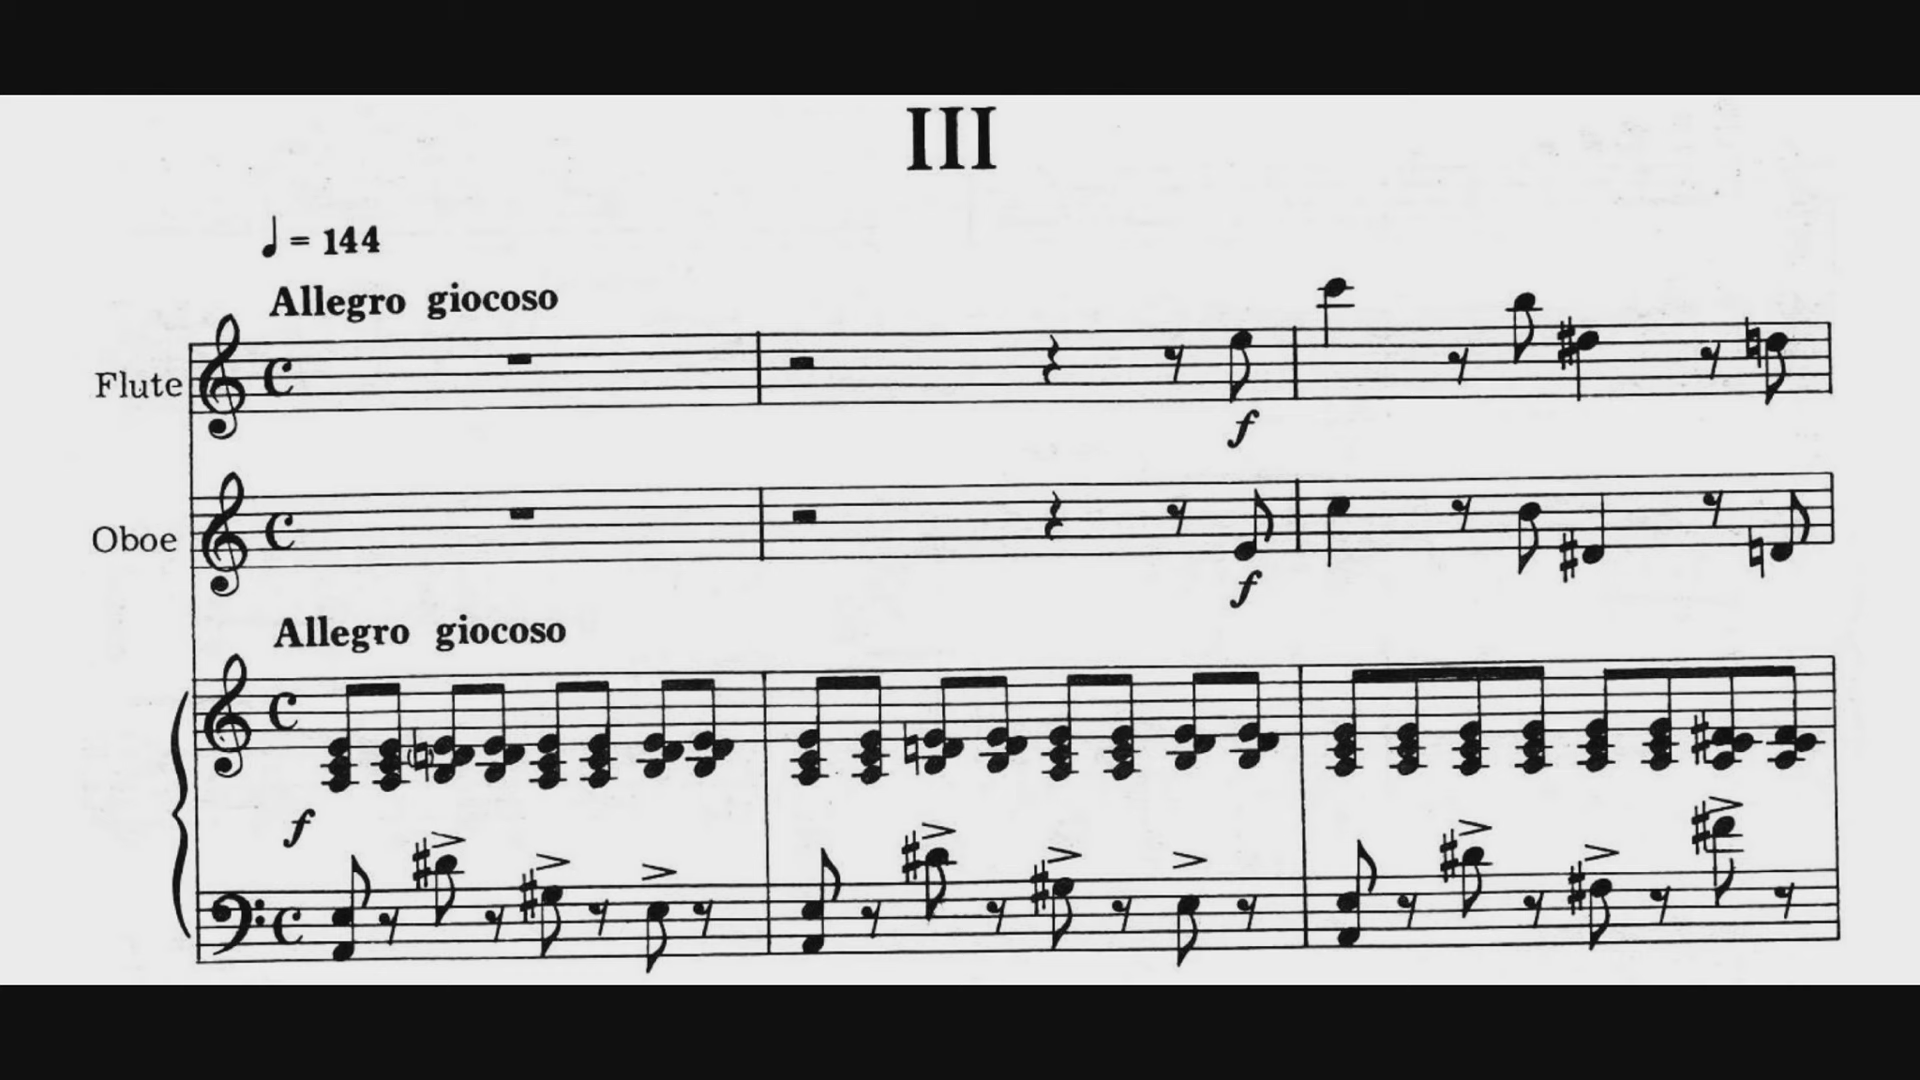 III
♩ = 144
Allegro giocoso
Flute
f
Oboe
f
Allegro giocoso
f